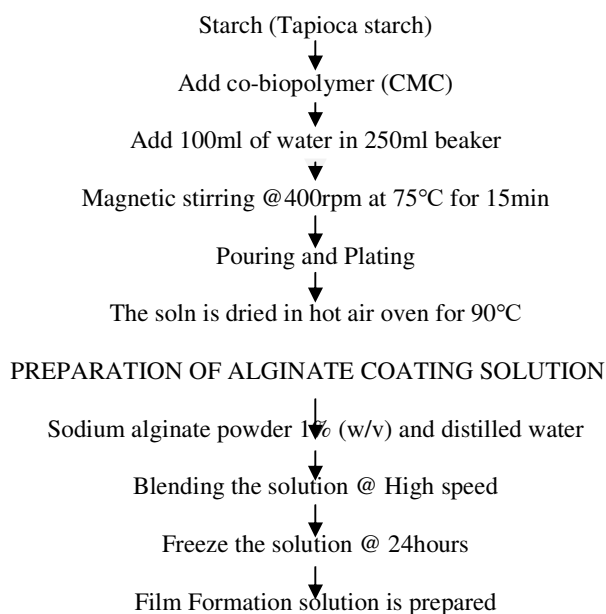 Starch (Tapioca starch)
Add co-biopolymer (CMC)
Add 100ml of water in 250ml beaker
Magnetic stirring @400rpm at 75°C for 15min
Pouring and Plating
The soln is dried in hot air oven for 90°C
PREPARATION OF ALGINATE COATING SOLUTION
Sodium alginate powder 1% (w/v) and distilled water
Blending the solution @ High speed
Freeze the solution @ 24hours
Film Formation solution is prepared